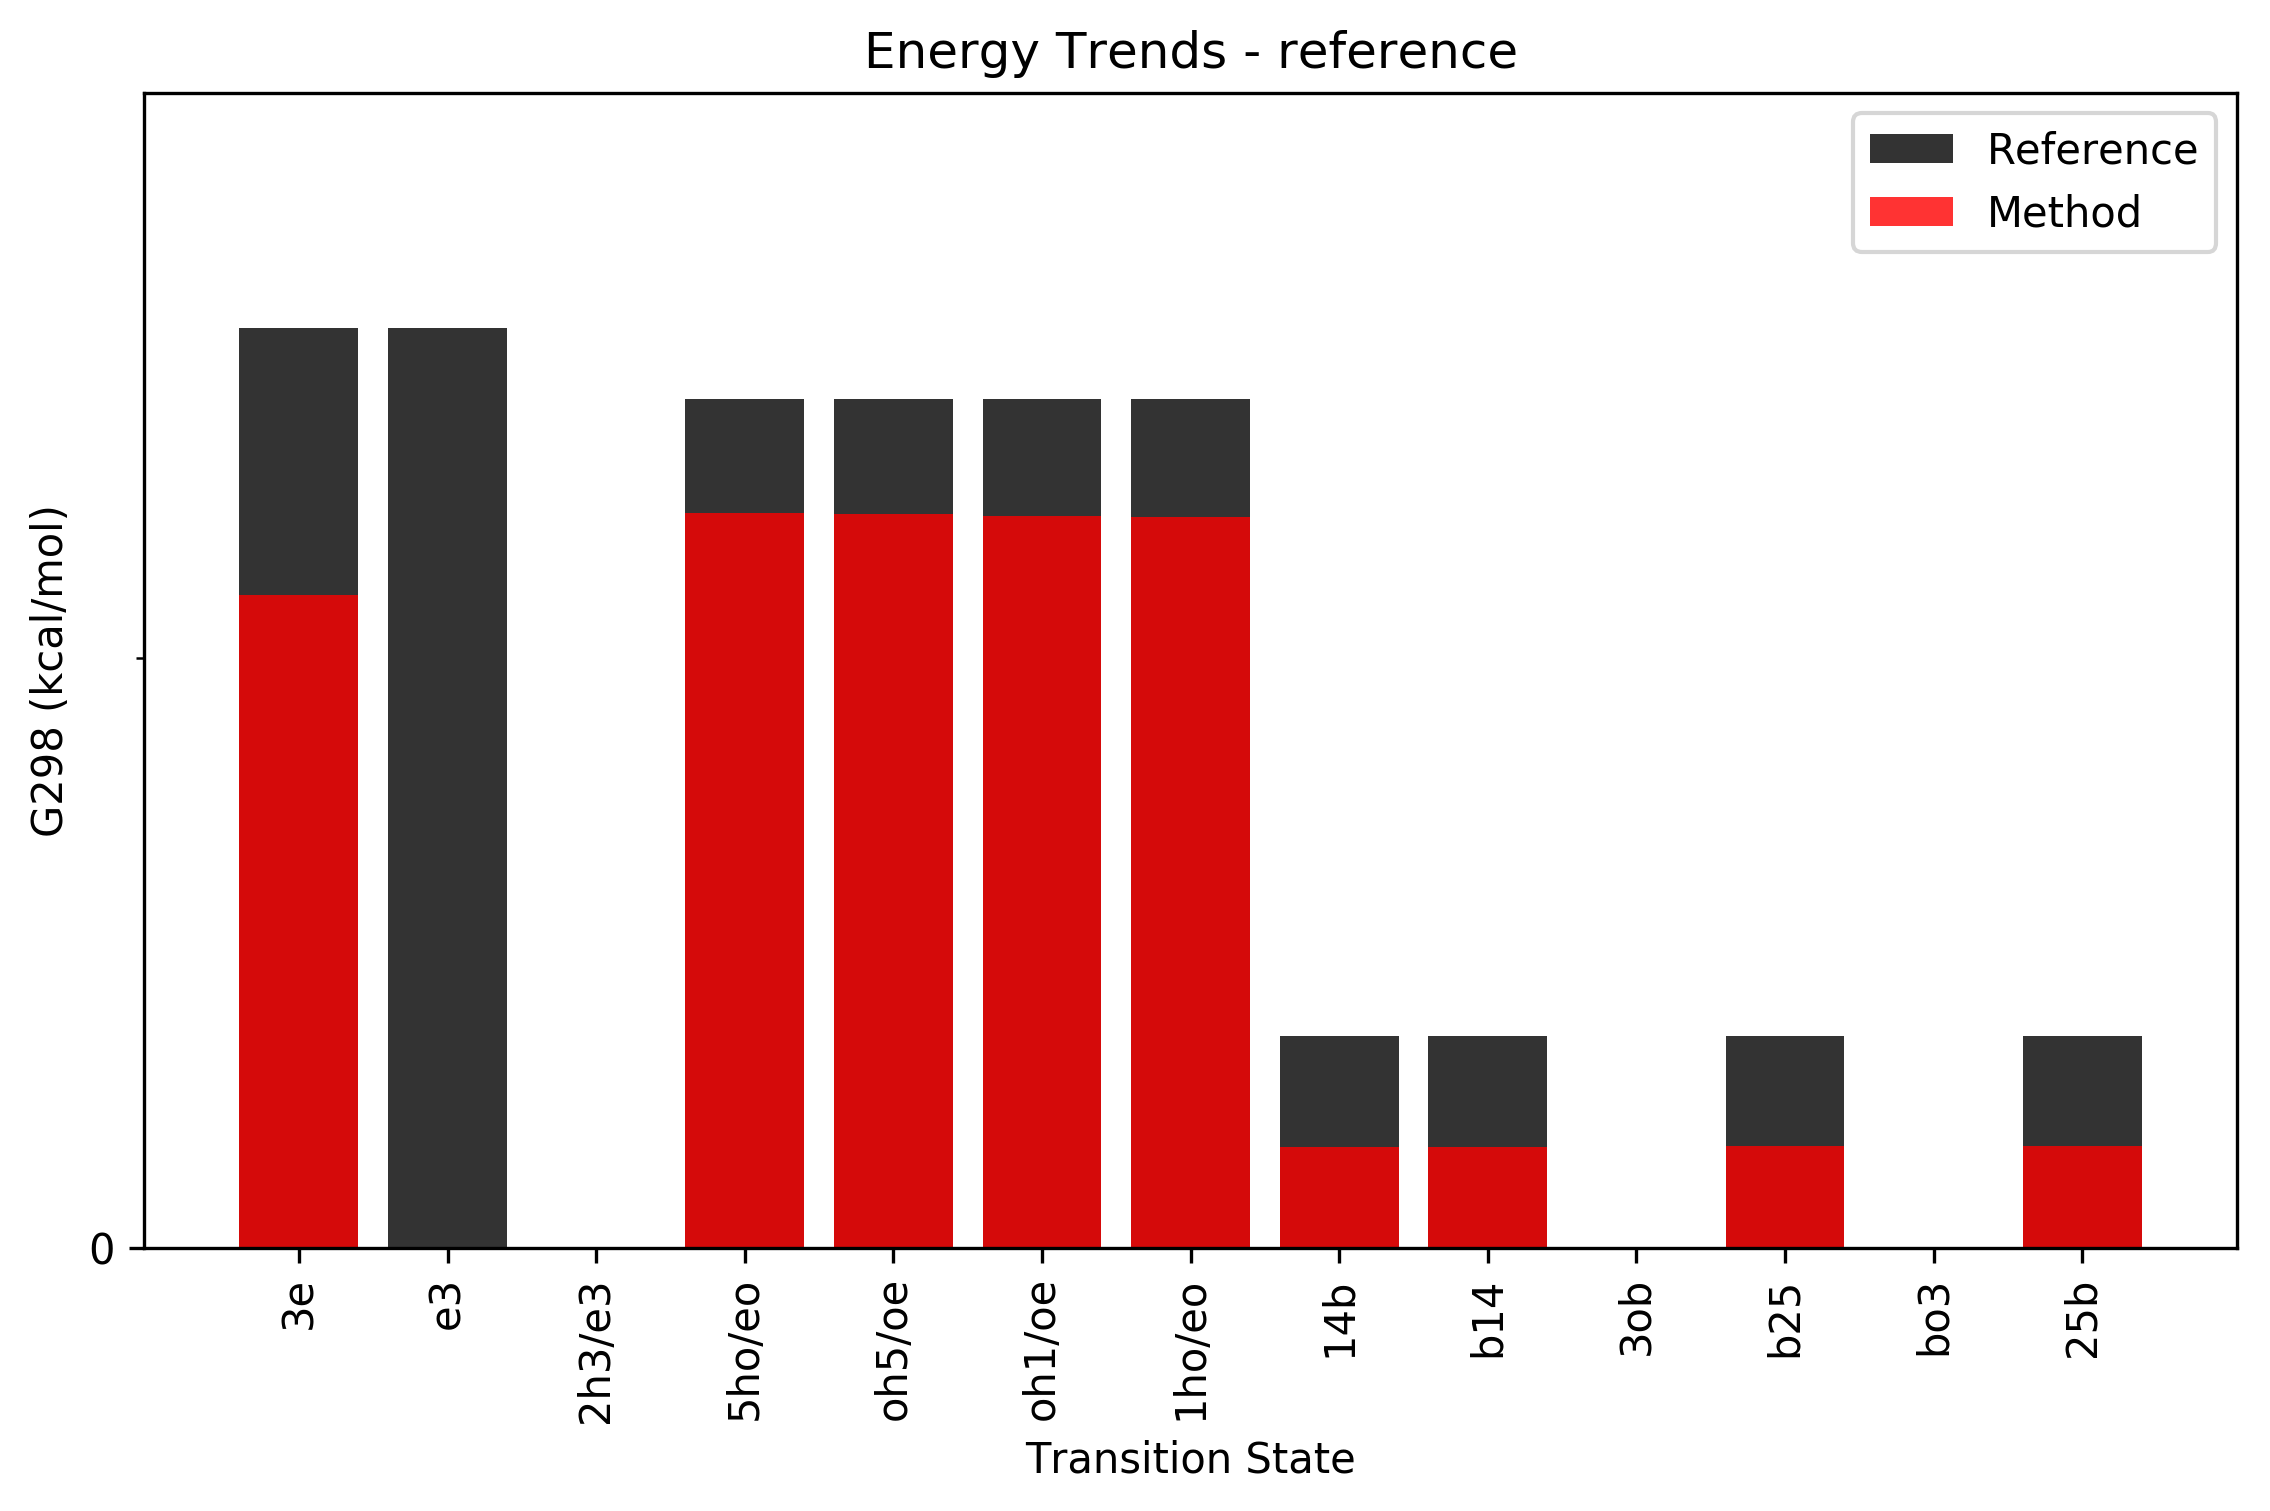 Energy Trends - reference
Reference
Method
G298 (kcal/mol)
0
3e
e3
2h3/e3
5ho/eo
oh5/oe
oh1/oe
1ho/eo
14b
b14
3ob
b25
bo3
25b
Transition State